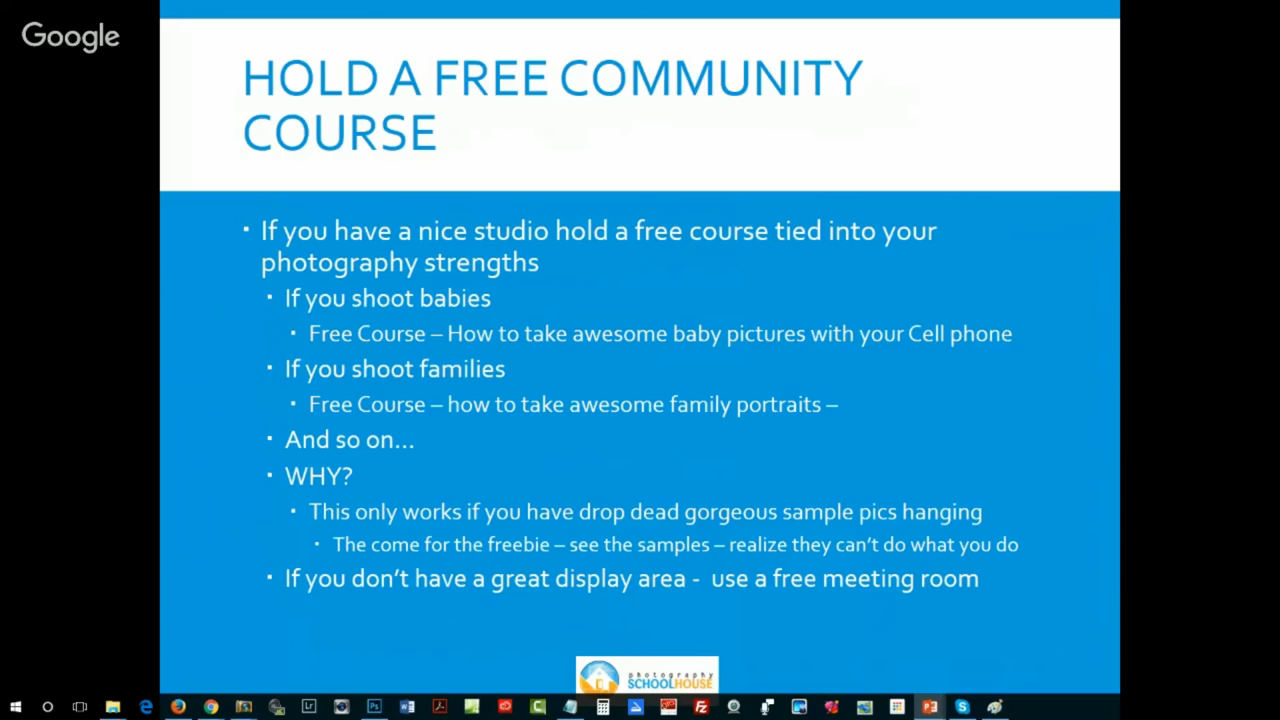 Google
HOLD A FREE COMMUNITY
COURSE
▪ If you have a nice studio hold a free course tied into your
photography strengths
▪ If you shoot babies
▪ Free Course – How to take awesome baby pictures with your Cell phone
▪ If you shoot families
▪ Free Course – how to take awesome family portraits –
▪ And so on…
▪ WHY?
▪ This only works if you have drop dead gorgeous sample pics hanging
▪ The come for the freebie – see the samples – realize they can't do what you do
▪ If you don't have a great display area - use a free meeting room
photography
SCHOOLHOUSE
Lr
Ps